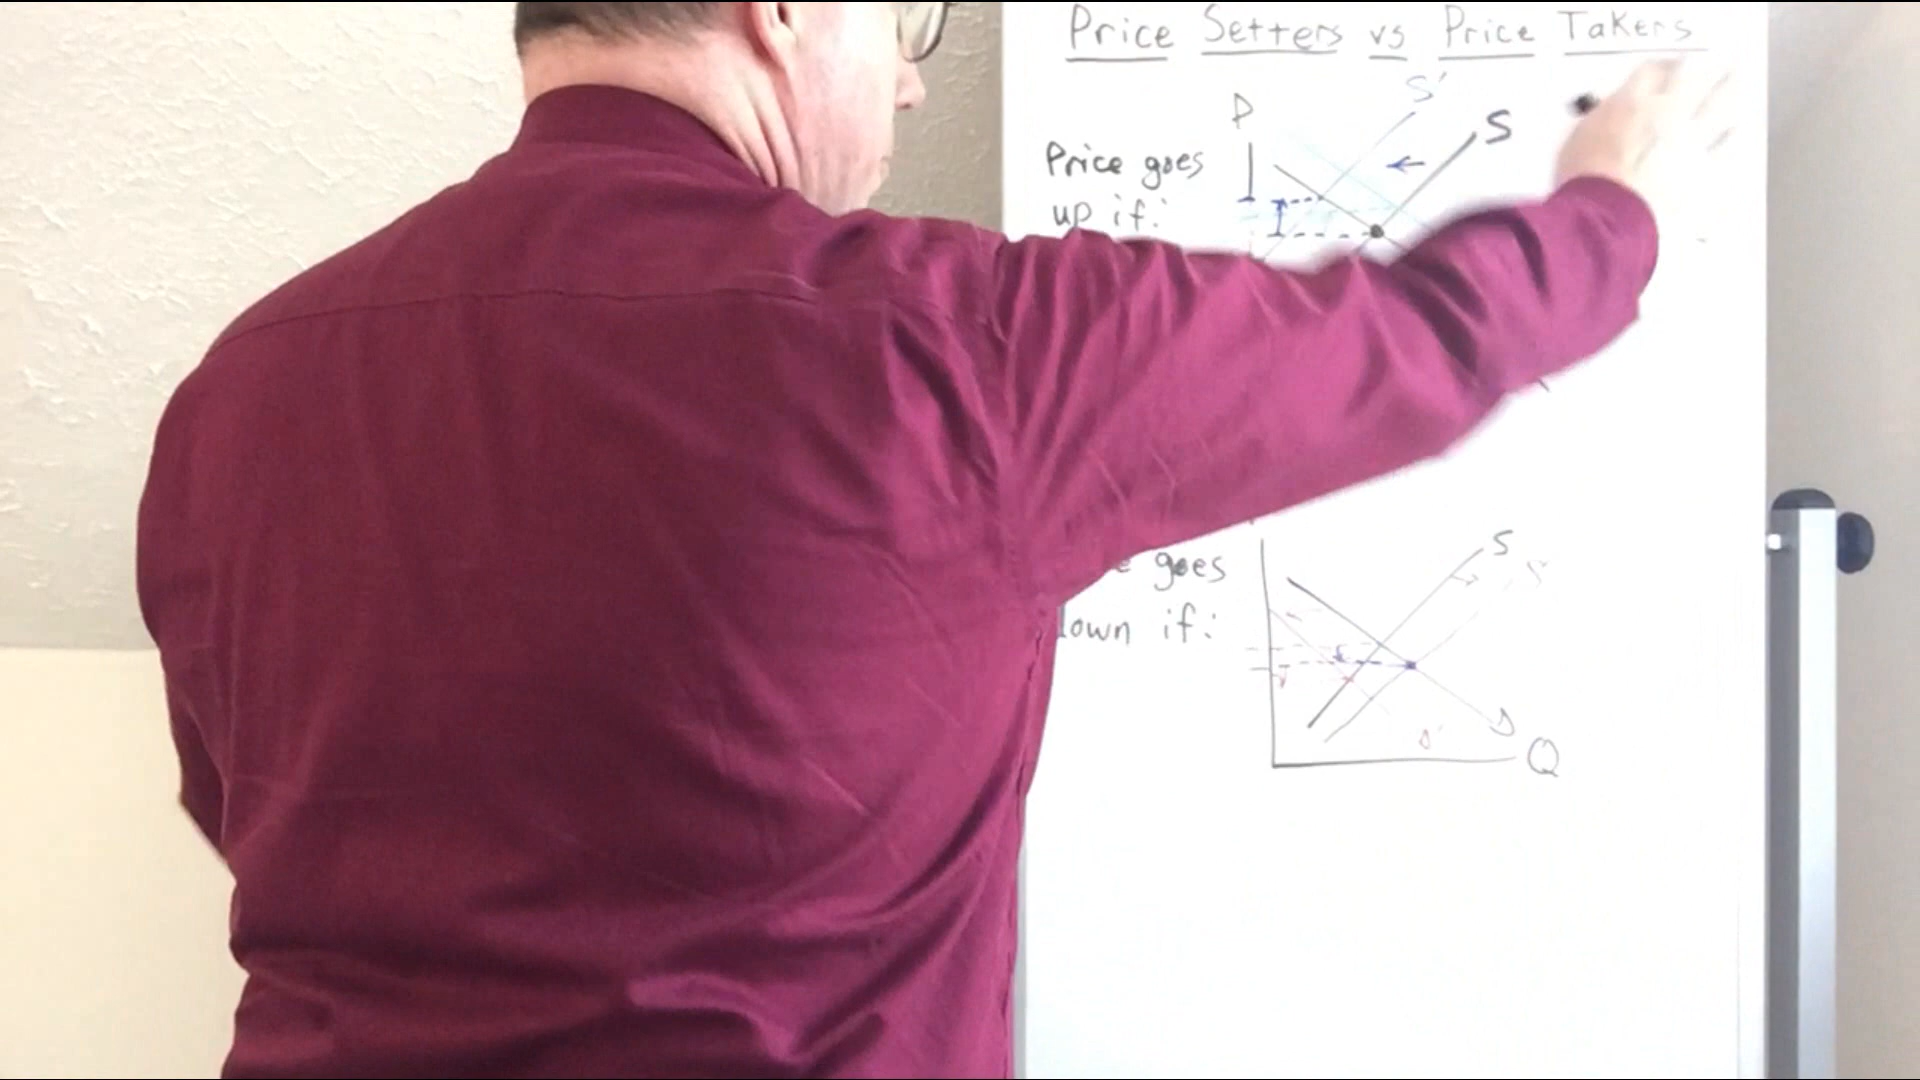 Price Setters vs Price Takers
S'
P
S
Price goes
up if:
S
S'
goes
down if:
D
D'
Q